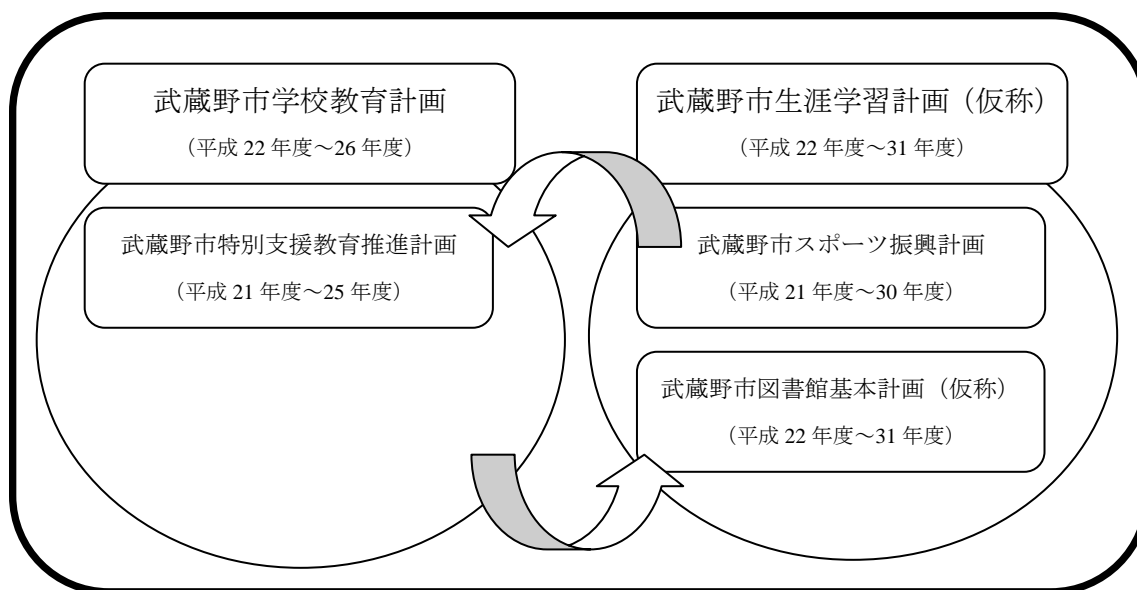 武蔵野市学校教育計画
（平成 22 年度～26 年度）
武蔵野市特別支援教育推進計画
（平成 21 年度～25 年度）
武蔵野市生涯学習計画（仮称）
（平成 22 年度～31 年度）
武蔵野市スポーツ振興計画
（平成 21 年度～30 年度）
武蔵野市図書館基本計画（仮称）
（平成 22 年度～31 年度）